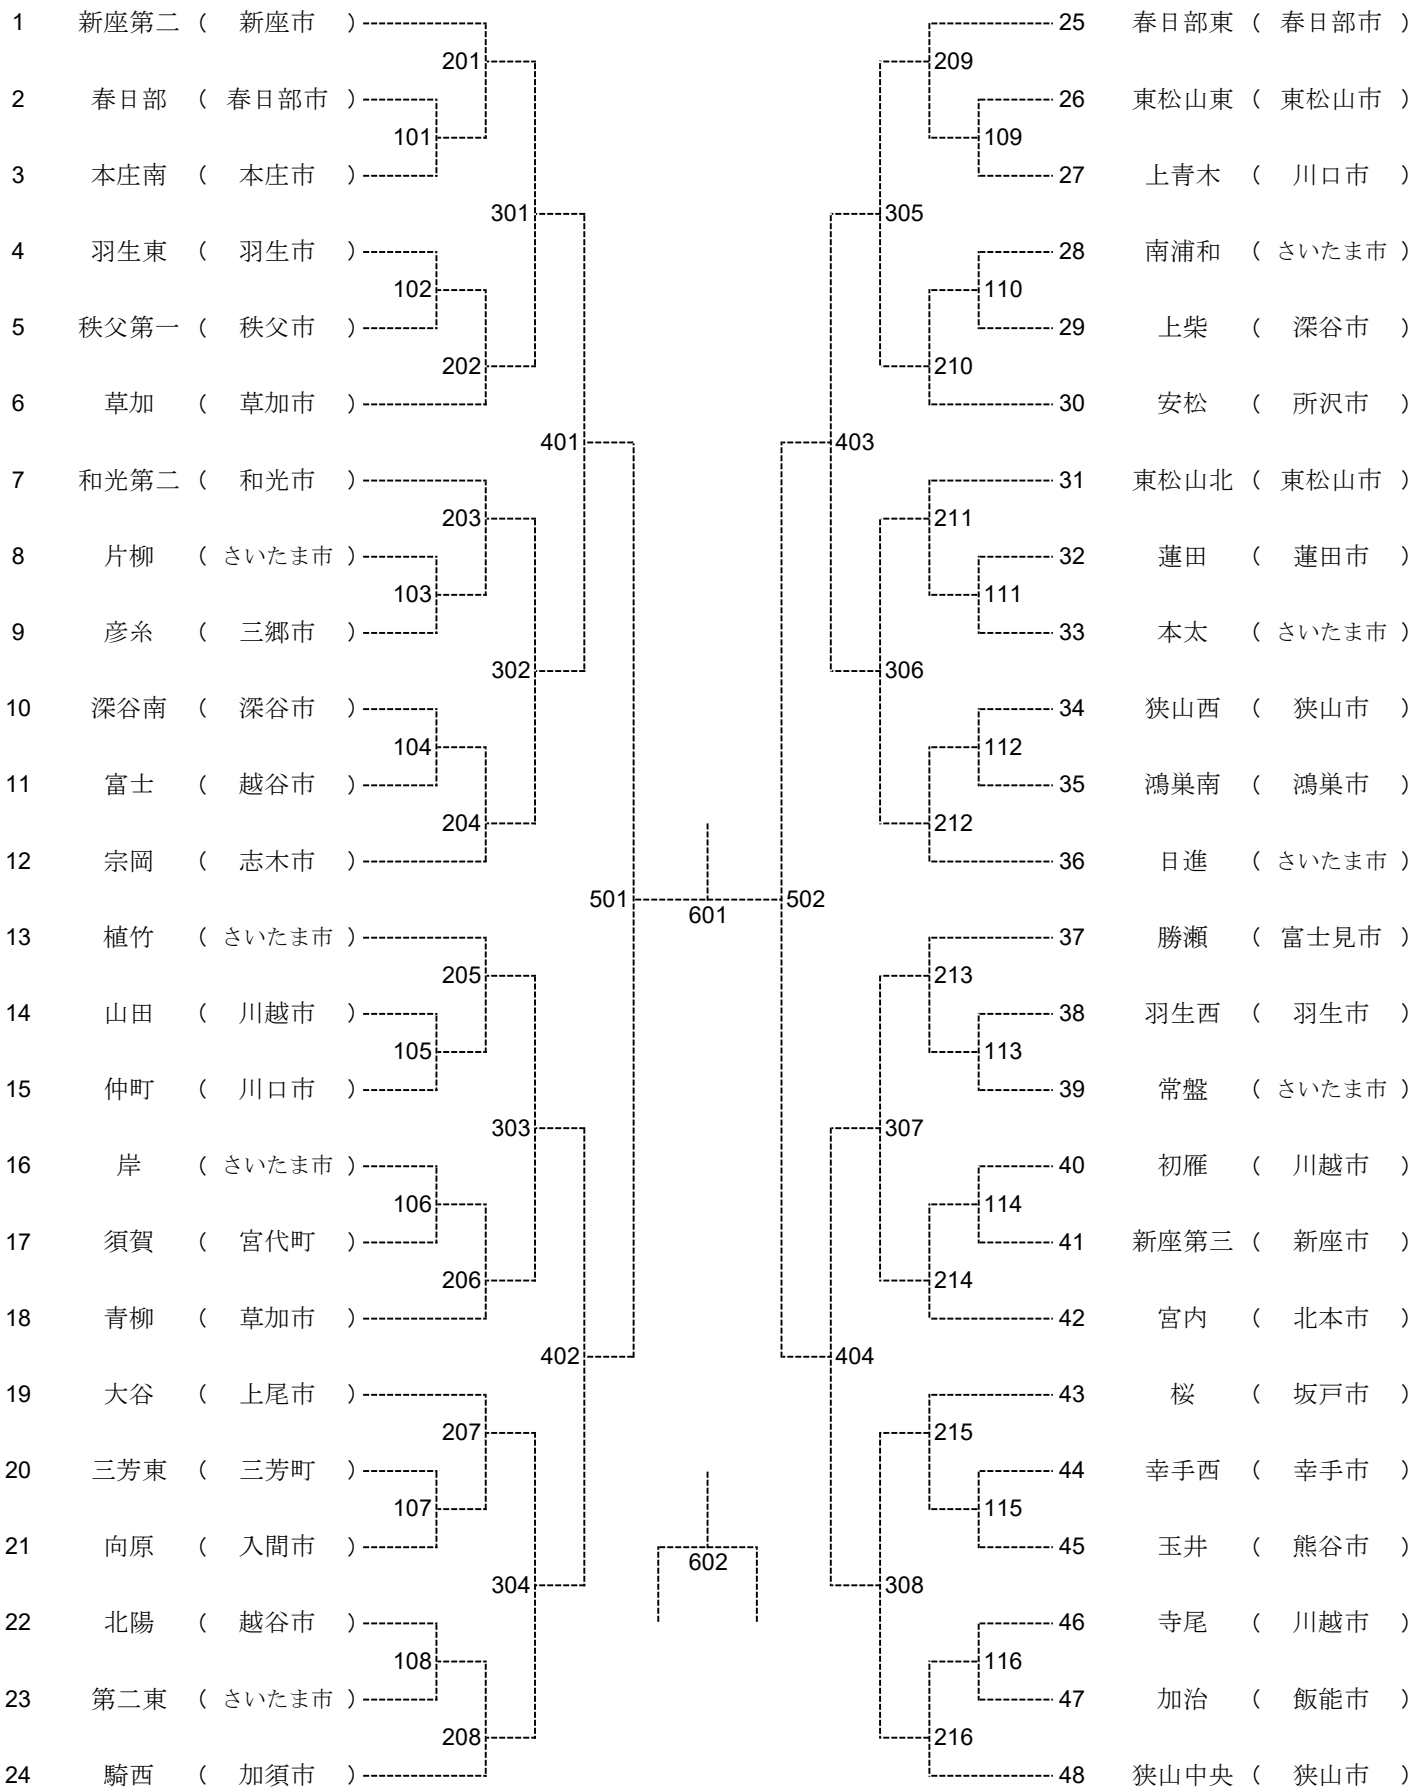 1 新座第二 ( 新座市 )
201
2 春日部 ( 春日部市 )
101
3 本庄南 ( 本庄市 )
301
4 羽生東 ( 羽生市 )
102
5 秩父第一 ( 秩父市 )
202
6 草加 ( 草加市 )
401
7 和光第二 ( 和光市 )
203
8 片柳 ( さいたま市 )
103
9 彦糸 ( 三郷市 )
302
10 深谷南 ( 深谷市 )
104
11 富士 ( 越谷市 )
204
12 宗岡 ( 志木市 )
501
13 植竹 ( さいたま市 )
205
14 山田 ( 川越市 )
105
15 仲町 ( 川口市 )
303
16 岸 ( さいたま市 )
106
17 須賀 ( 宮代町 )
206
18 青柳 ( 草加市 )
402
19 大谷 ( 上尾市 )
207
20 三芳東 ( 三芳町 )
107
21 向原 ( 入間市 )
304
22 北陽 ( 越谷市 )
108
23 第二東 ( さいたま市 )
208
24 騎西 ( 加須市 )
601
602
25 春日部東 ( 春日部市 )
209
26 東松山東 ( 東松山市 )
109
27 上青木 ( 川口市 )
305
28 南浦和 ( さいたま市 )
110
29 上柴 ( 深谷市 )
210
30 安松 ( 所沢市 )
403
31 東松山北 ( 東松山市 )
211
32 蓮田 ( 蓮田市 )
111
33 本太 ( さいたま市 )
306
34 狭山西 ( 狭山市 )
112
35 鴻巣南 ( 鴻巣市 )
212
36 日進 ( さいたま市 )
502
37 勝瀬 ( 富士見市 )
213
38 羽生西 ( 羽生市 )
113
39 常盤 ( さいたま市 )
307
40 初雁 ( 川越市 )
114
41 新座第三 ( 新座市 )
214
42 宮内 ( 北本市 )
404
43 桜 ( 坂戸市 )
215
44 幸手西 ( 幸手市 )
115
45 玉井 ( 熊谷市 )
308
46 寺尾 ( 川越市 )
116
47 加治 ( 飯能市 )
216
48 狭山中央 ( 狭山市 )